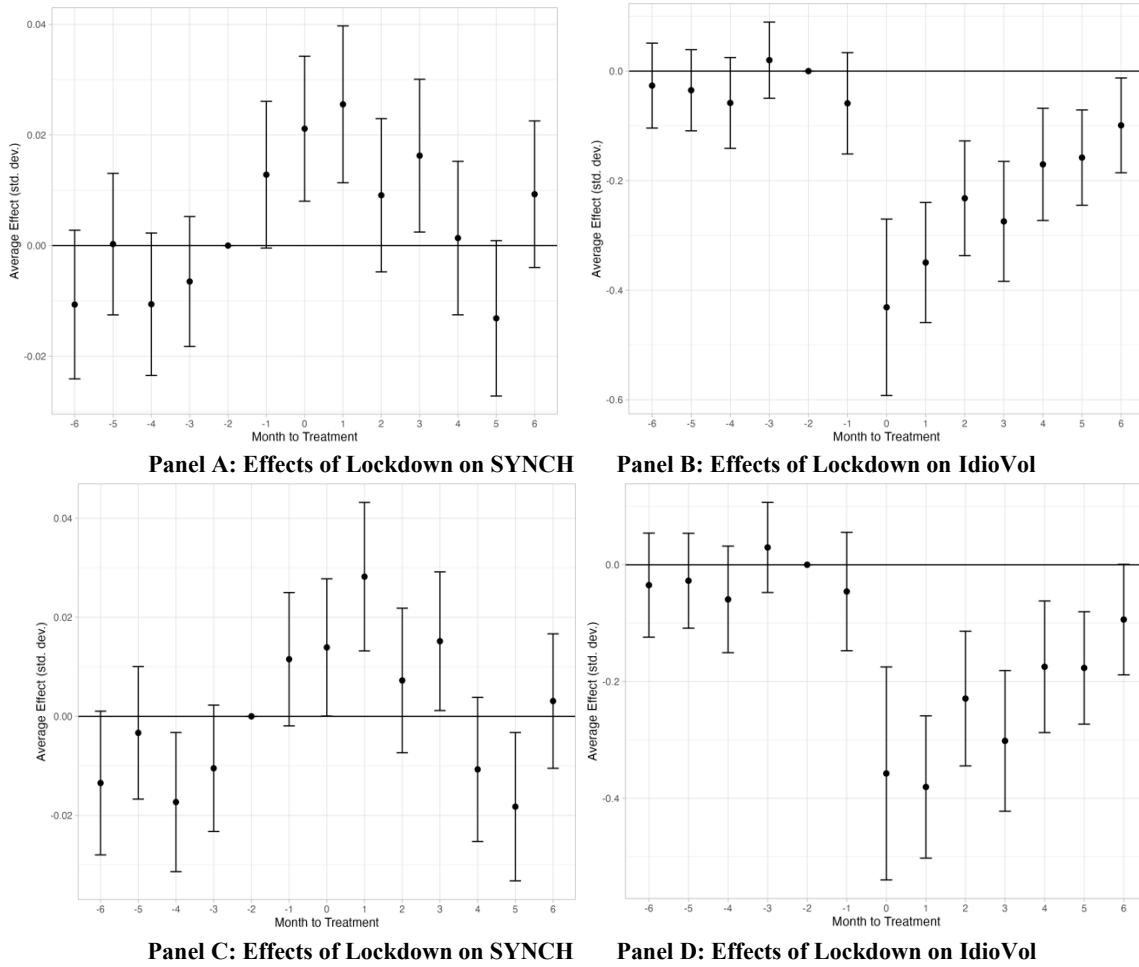 Average Effect (std. dev.)
0.04
0.02
0.00
-0.02
-6 -5 -4 -3 -2 -1 0 1 2 3 4 5 6
Month to Treatment
Panel A: Effects of Lockdown on SYNCH
Average Effect (std. dev.)
0.0
-0.2
-0.4
-0.6
-6 -5 -4 -3 -2 -1 0 1 2 3 4 5 6
Month to Treatment
Panel B: Effects of Lockdown on IdioVol
Average Effect (std. dev.)
0.04
0.02
0.00
-0.02
-6 -5 -4 -3 -2 -1 0 1 2 3 4 5 6
Month to Treatment
Panel C: Effects of Lockdown on SYNCH
Average Effect (std. dev.)
0.0
-0.2
-0.4
-6 -5 -4 -3 -2 -1 0 1 2 3 4 5 6
Month to Treatment
Panel D: Effects of Lockdown on IdioVol